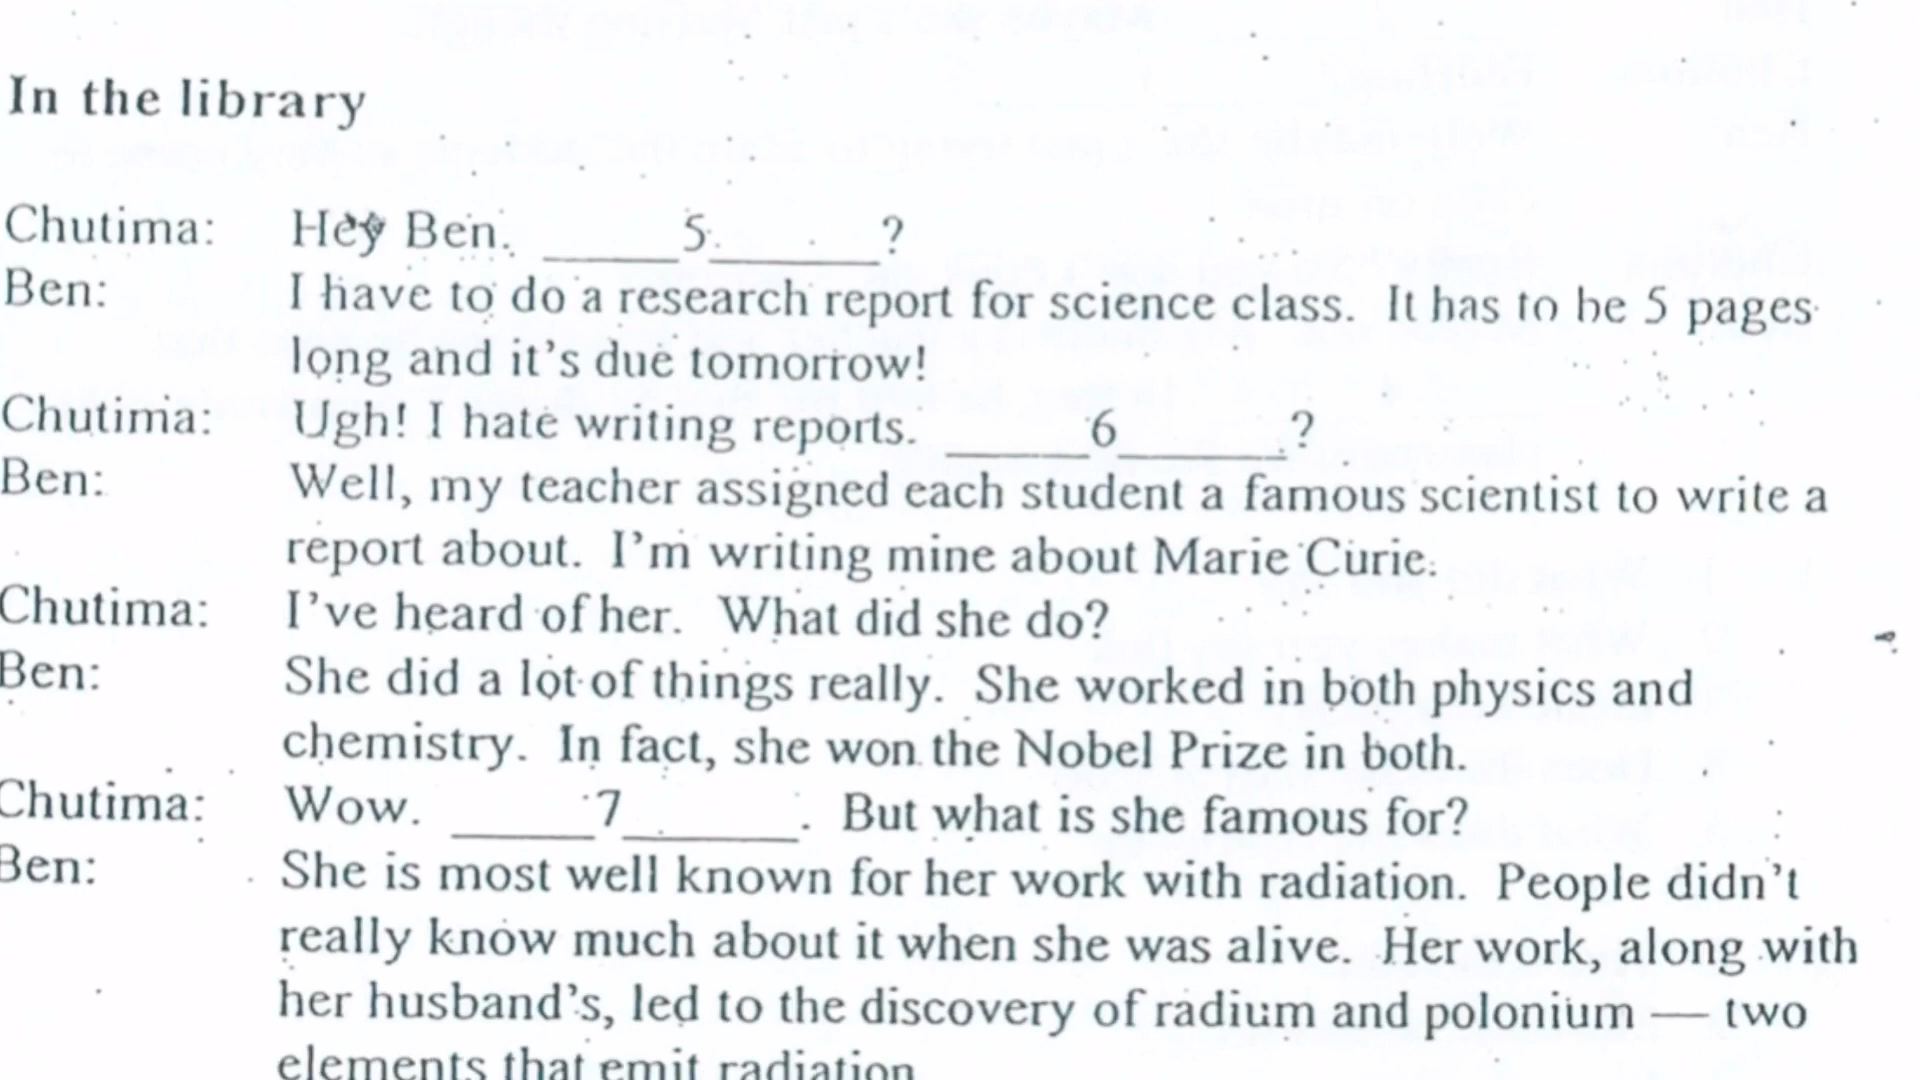 In the library
Chutima: Hey Ben. _____5_____?
Ben: I have to do a research report for science class. It has to be 5 pages
long and it's due tomorrow!
Chutima: Ugh! I hate writing reports. _____6_____?
Ben: Well, my teacher assigned each student a famous scientist to write a
report about. I'm writing mine about Marie Curie.
Chutima: I've heard of her. What did she do?
Ben: She did a lot of things really. She worked in both physics and
chemistry. In fact, she won the Nobel Prize in both.
Chutima: Wow. _____7_____. But what is she famous for?
Ben: She is most well known for her work with radiation. People didn't
really know much about it when she was alive. Her work, along with
her husband's, led to the discovery of radium and polonium — two
elements that emit radiation